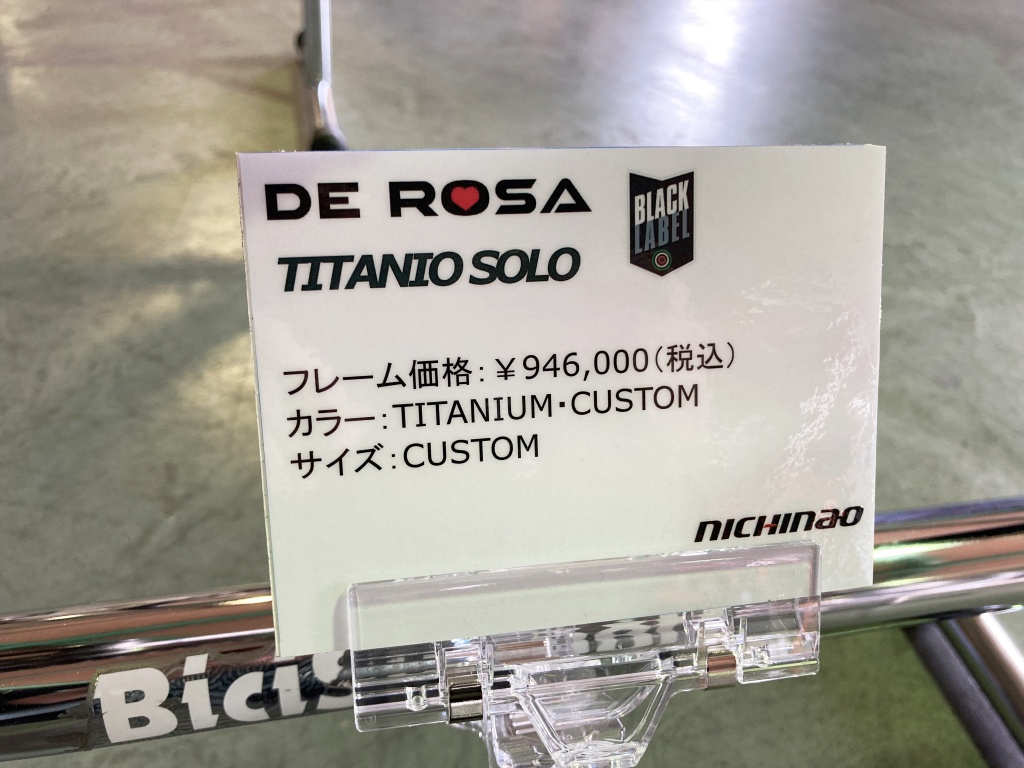 DE ROSA
BLACK
LABEL
TITANIO SOLO
フレーム価格:￥946,000(税込)
カラー:TITANIUM・CUSTOM
サイズ:CUSTOM
NICHINAO